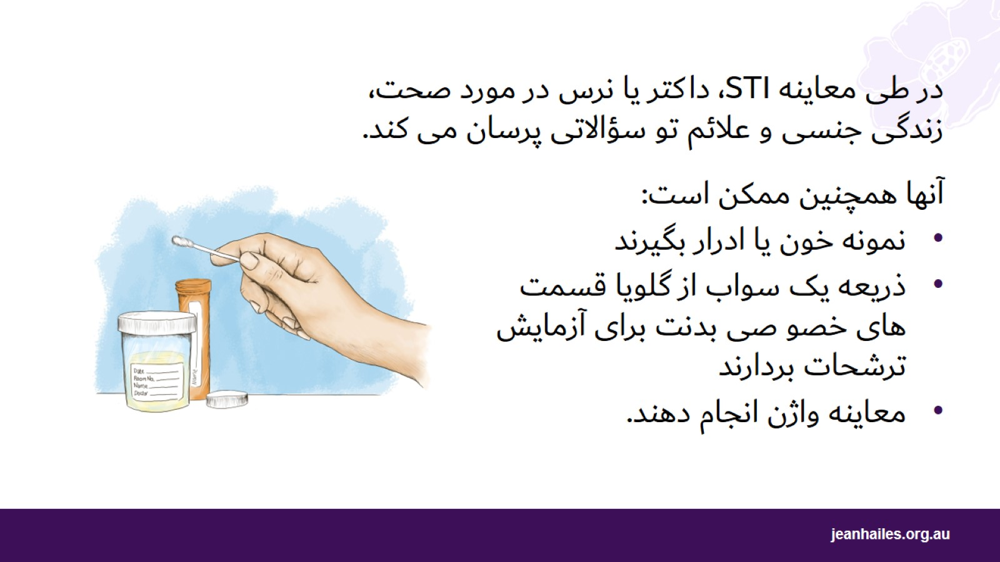 در طی معاینه STI، داکتر یا نرس در مورد صحت،
زندگی جنسی و علائم تو سؤالاتی پرسان می کند.
آنها همچنین ممکن است:
• نمونه خون یا ادرار بگیرند
• ذریعه یک سواب از گلویا قسمت
های خصو صی بدنت برای آزمایش
ترشحات بردارند
• معاینه واژن انجام دهند.
Date
Room No.
Name
Doctor
Name
jeanhailes.org.au